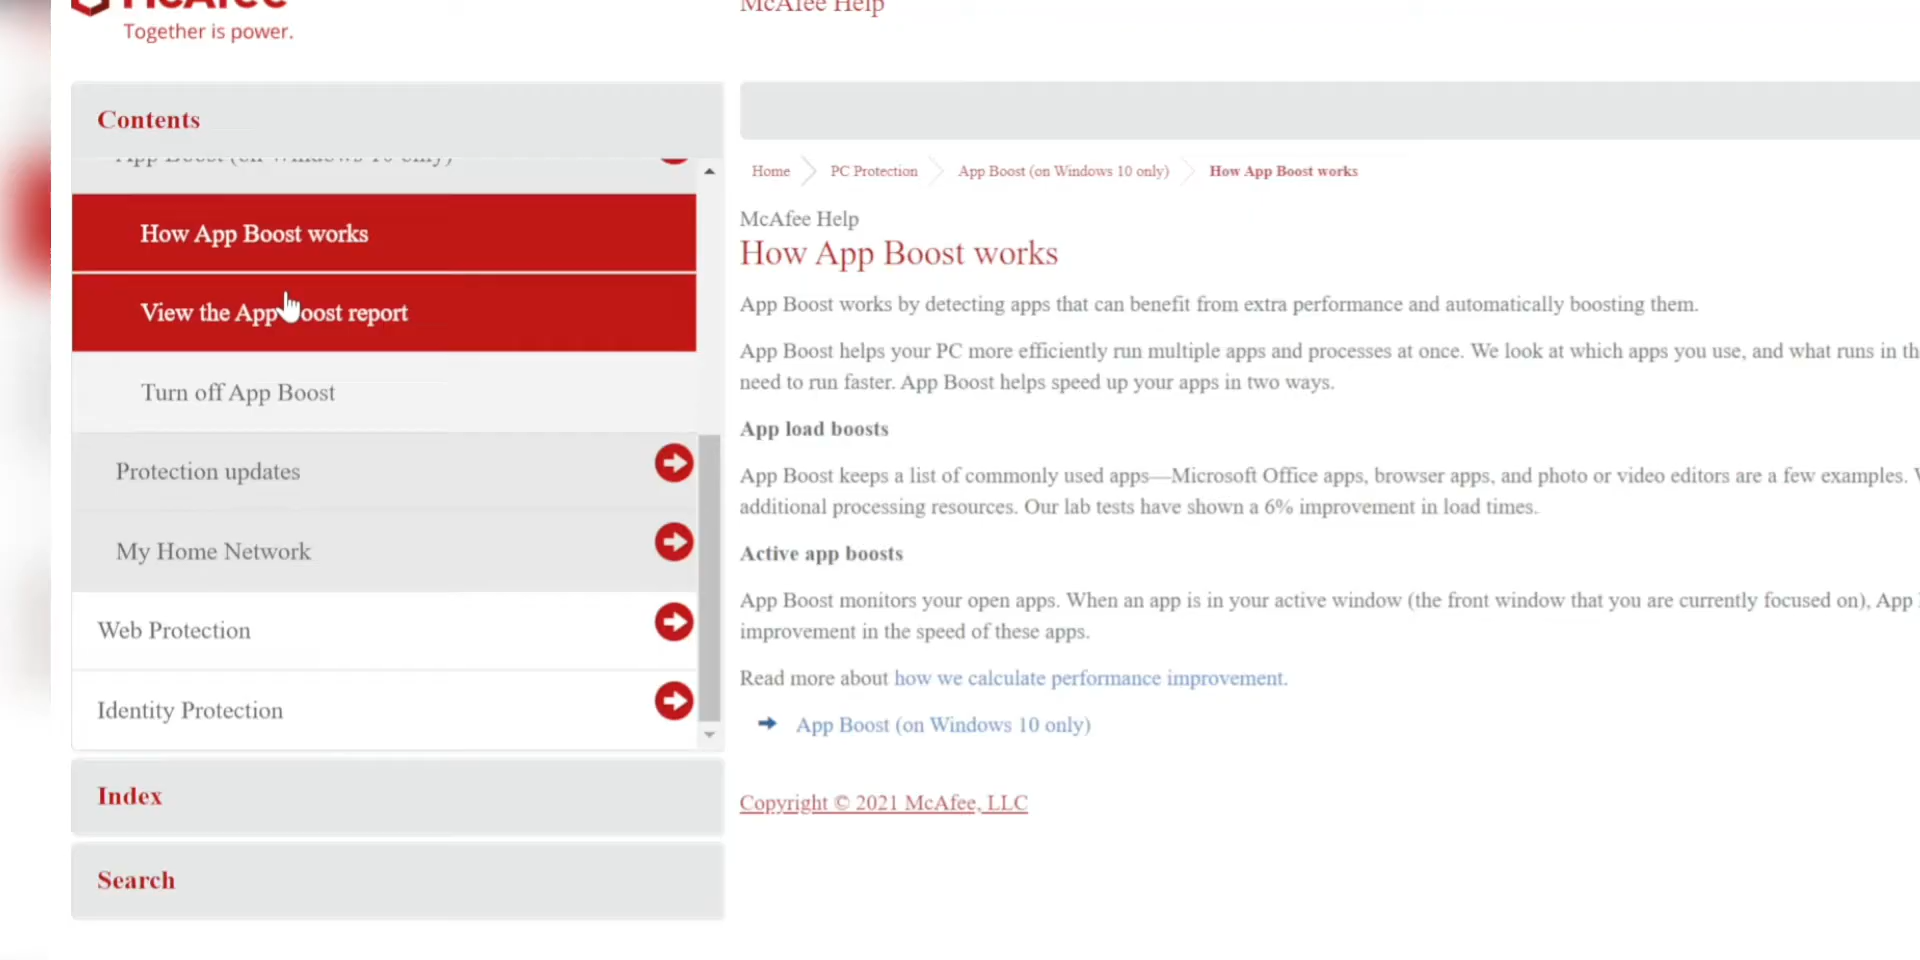 McAfee
Together is power.
McAfee Help
Contents
App Boost (on Windows 10 only)
How App Boost works
View the App Boost report
Turn off App Boost
Protection updates
My Home Network
Web Protection
Identity Protection
Index
Search
Home
PC Protection
App Boost (on Windows 10 only)
How App Boost works
McAfee Help
How App Boost works
App Boost works by detecting apps that can benefit from extra performance and automatically boosting them.
App Boost helps your PC more efficiently run multiple apps and processes at once. We look at which apps you use, and what runs in th
need to run faster. App Boost helps speed up your apps in two ways.
App load boosts
App Boost keeps a list of commonly used apps—Microsoft Office apps, browser apps, and photo or video editors are a few examples.
additional processing resources. Our lab tests have shown a 6% improvement in load times.
Active app boosts
App Boost monitors your open apps. When an app is in your active window (the front window that you are currently focused on), App
improvement in the speed of these apps.
Read more about how we calculate performance improvement.
App Boost (on Windows 10 only)
Copyright © 2021 McAfee, LLC